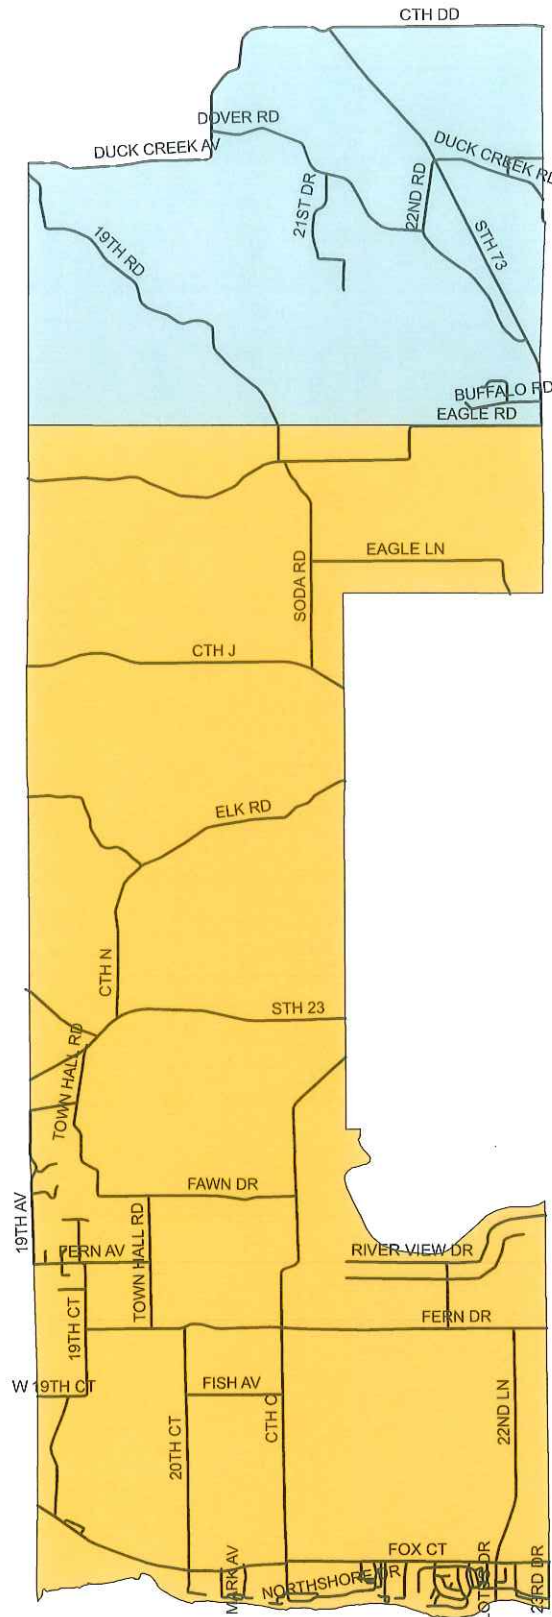 CTH DD
DOVER RD
DUCK CREEK AV
DUCK CREEK RD
21ST DR
22ND RD
STH 73
19TH RD
BUFFALO RD
EAGLE RD
EAGLE LN
SODA RD
CTH J
ELK RD
CTH N
STH 23
TOWN HALL RD
FAWN DR
19TH AV
TOWN HALL RD
FERN AV
RIVER VIEW DR
19TH CT
FERN DR
W 19TH CT
FISH AV
20TH CT
CTH C
22ND LN
FOX CT
MARK AV
NORTHSHORE DR
23RD DR